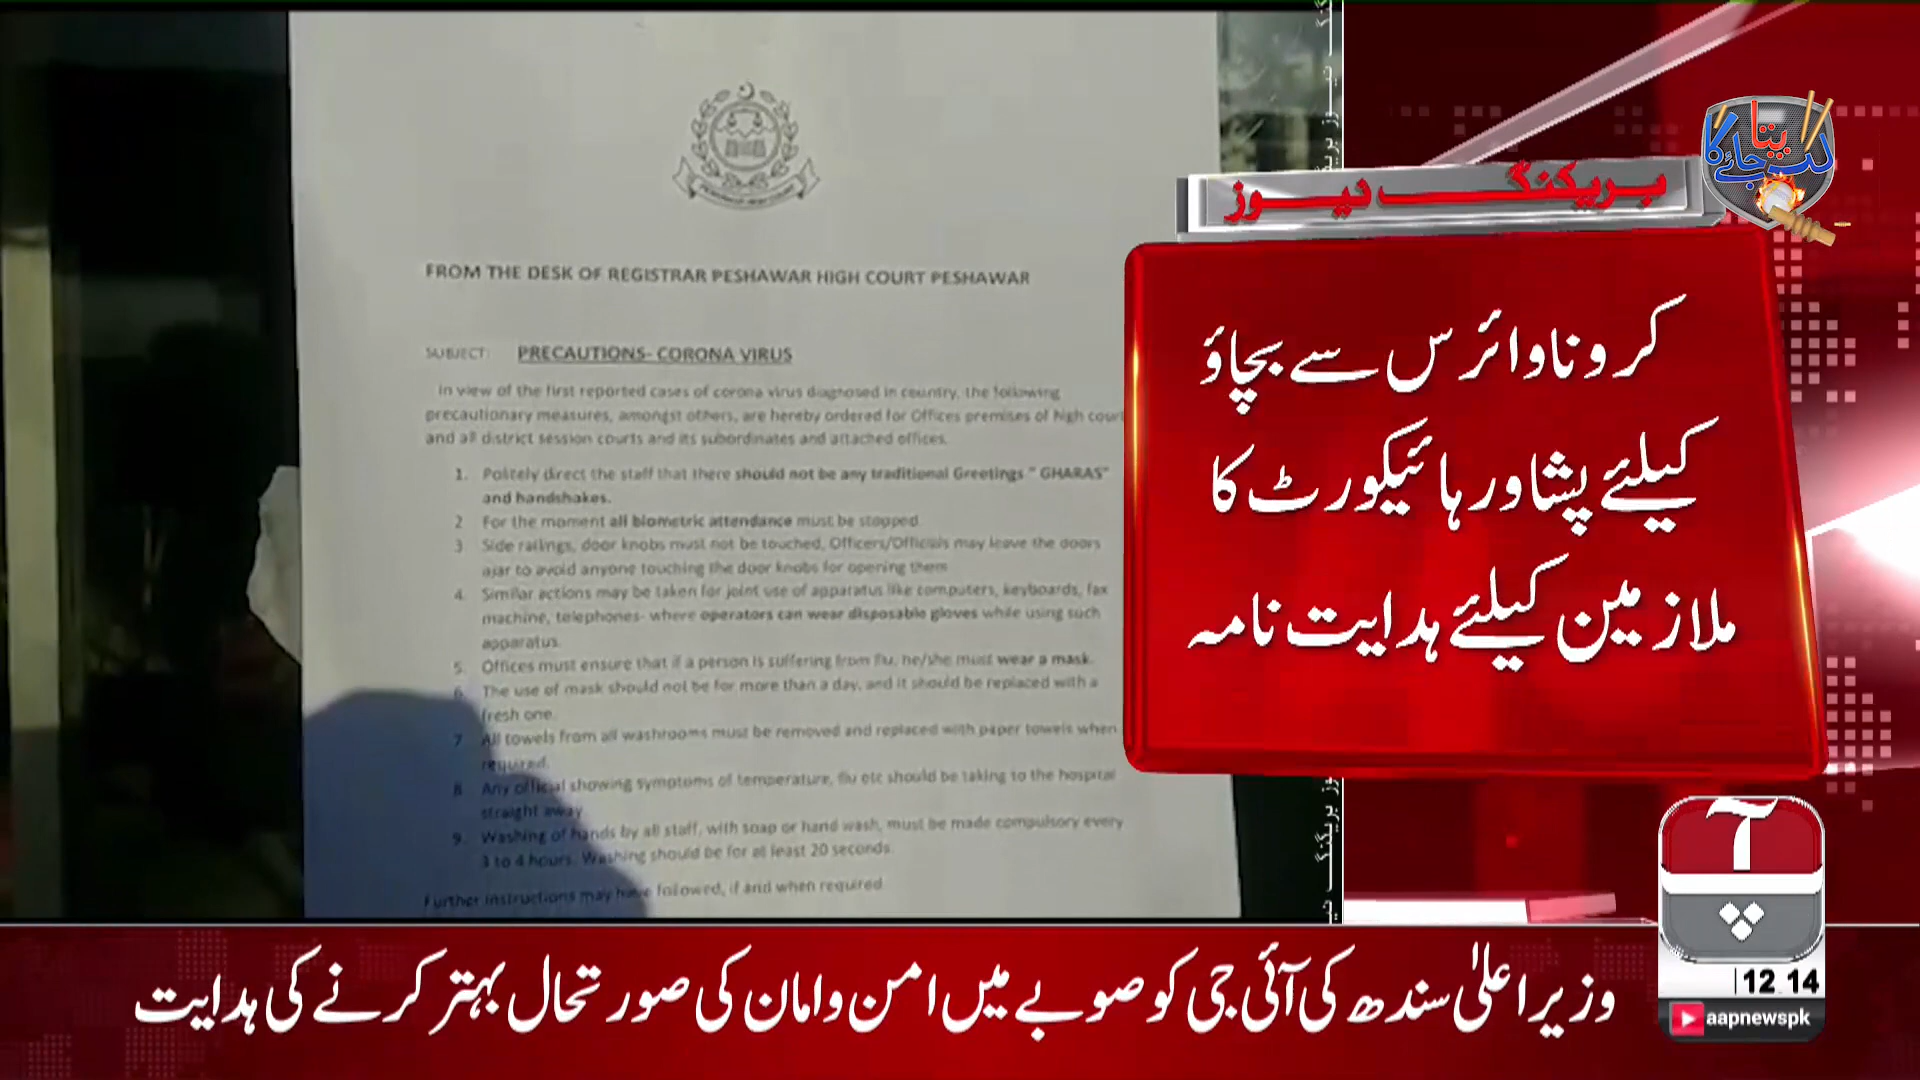 FROM THE DESK OF REGISTRAR PESHAWAR HIGH COURT PESHAWAR
SUBJECT: PRECAUTIONS- CORONA VIRUS
In view of the first reported cases of corona virus diagnosed in country, the following
precautionary measures, amongst others, are hereby ordered for Offices premises of high court
and all district session courts and its subordinates and attached offices.
1. Politely direct the staff that there should not be any traditional Greetings " GHARAS"
and handshakes.
2 For the moment all biometric attendance must be stopped
3 Side railings, door knobs must not be touched, Officers/Officials may leave the doors
ajar to avoid anyone touching the door knobs for opening them
4. Similar actions may be taken for joint use of apparatus like computers, keyboards, fax
machine, telephones- where operators can wear disposable gloves while using such
apparatus.
5. Offices must ensure that if a person is suffering from flu, he/she must wear a mask.
6. The use of mask should not be for more than a day, and it should be replaced with a
fresh one.
7 All towels from all washrooms must be removed and replaced with paper towels when
required.
8 Any official showing symptoms of temperature, flu etc should be taking to the hospital
straight away
9. Washing of hands by all staff, with soap or hand wash, must be made compulsory every
3 to 4 hours. Washing should be for at least 20 seconds.
Further instructions may have followed, if and when required
بریکنگ نیوز
کرونا وائرس سے بچاؤ
کیلئے پشاور ہائیکورٹ کا
ملازمین کیلئے ہدایت نامہ
بیتا
لٹ جائے گا
آپ
12 14
aapnewspk
وزیراعلیٰ سندھ کی آئی جی کو صوبے میں امن و امان کی صورتحال بہتر کرنے کی ہدایت